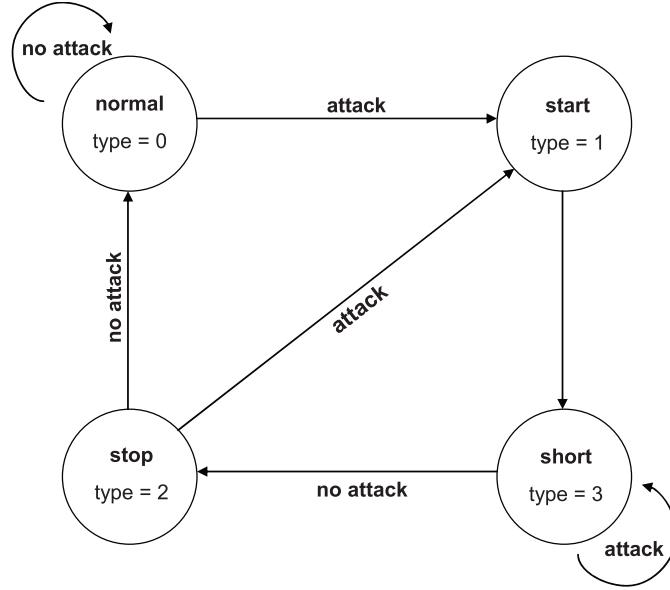 no attack
normal
type = 0
attack
start
type = 1
no attack
attack
stop
type = 2
no attack
short
type = 3
attack